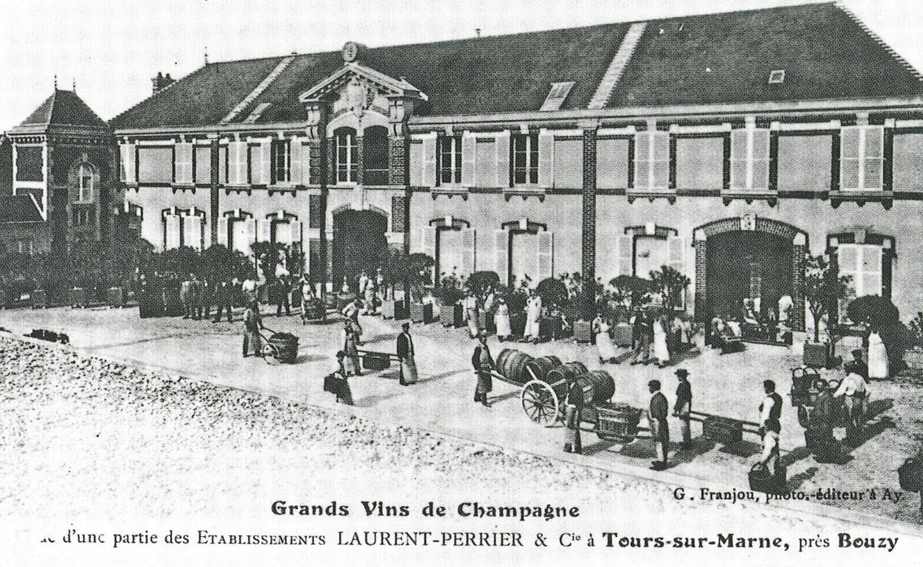 G. Franjou, photo.-éditeur à Ay.
Grands Vins de Champagne
d'une partie des ETABLISSEMENTS LAURENT-PERRIER & Cie à Tours-sur-Marne, près Bouzy